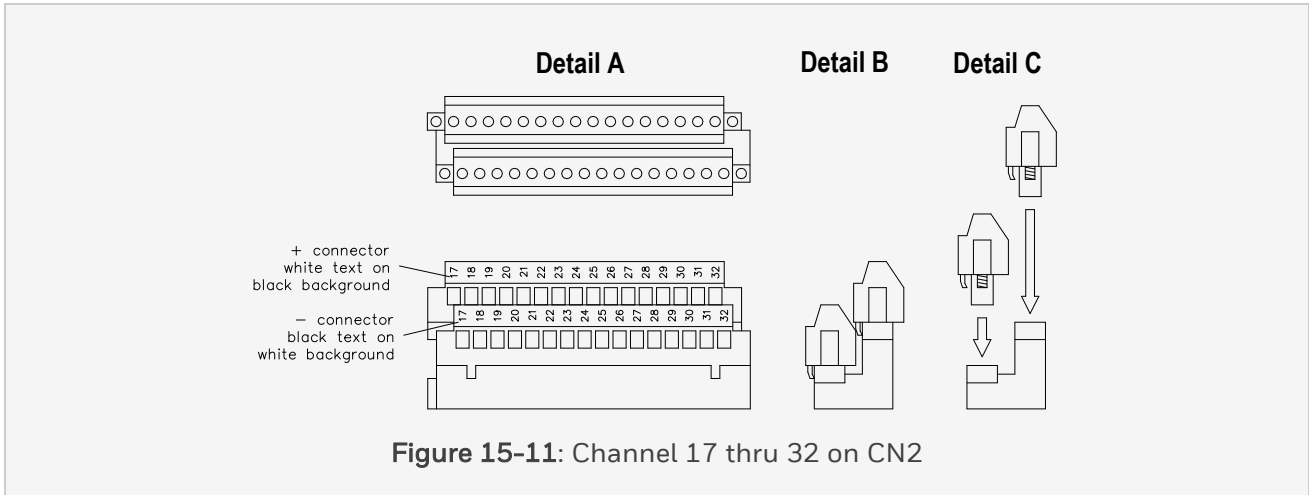 Detail A Detail B Detail C
+ connector
white text on
black background
17 18 19 20 21 22 23 24 25 26 27 28 29 30 31 32
− connector
black text on
white background
17 18 19 20 21 22 23 24 25 26 27 28 29 30 31 32
Figure 15-11: Channel 17 thru 32 on CN2